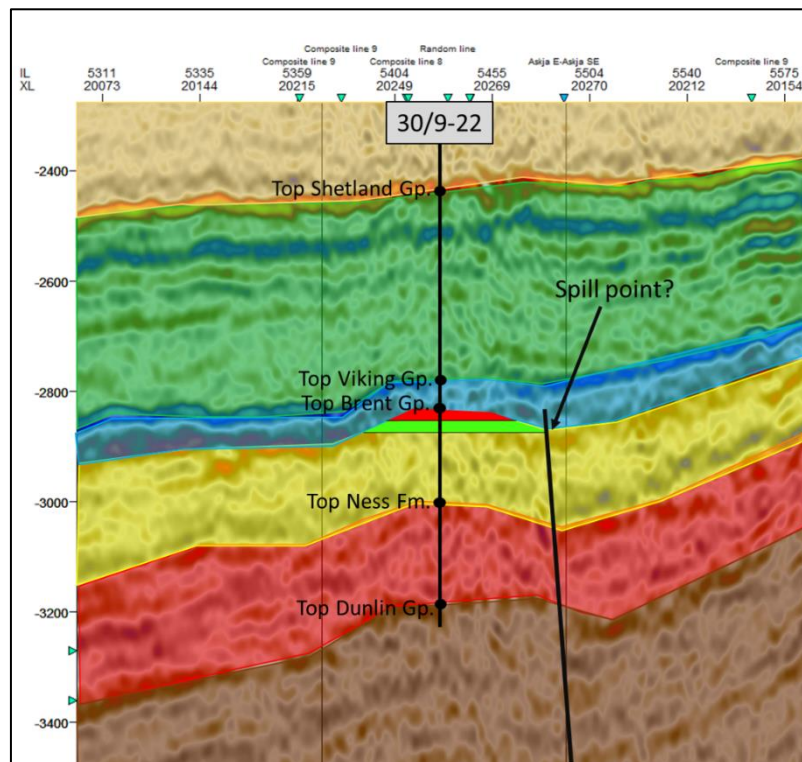 Composite line 9 Random line
Composite line 9 Composite line 8 Askja E-Askja SE Composite line 9
IL 5311 5335 5359 5404 5455 5504 5540 5575
XL 20073 20144 20215 20249 20269 20270 20212 20154
30/9-22
-2400
Top Shetland Gp.
-2600
Spill point?
Top Viking Gp.
-2800
Top Brent Gp.
-3000
Top Ness Fm.
-3200
Top Dunlin Gp.
-3400